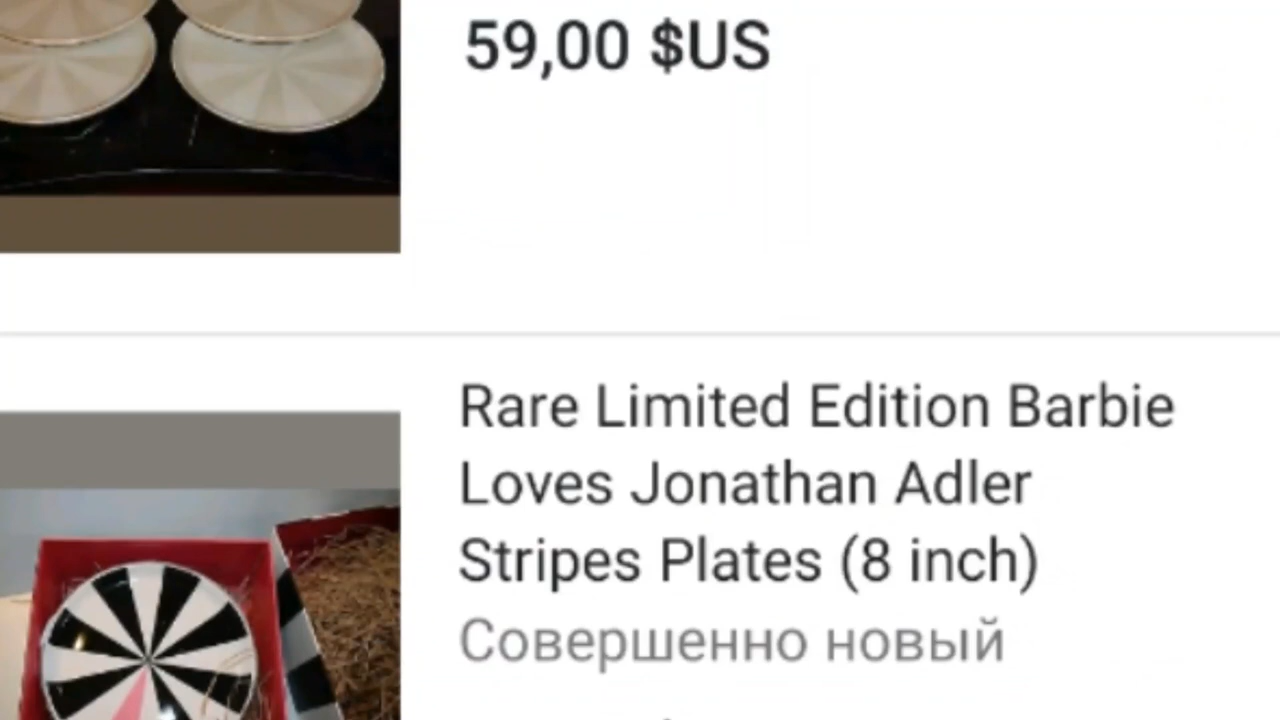 59,00 $US
Rare Limited Edition Barbie
Loves Jonathan Adler
Stripes Plates (8 inch)
Совершенно новый